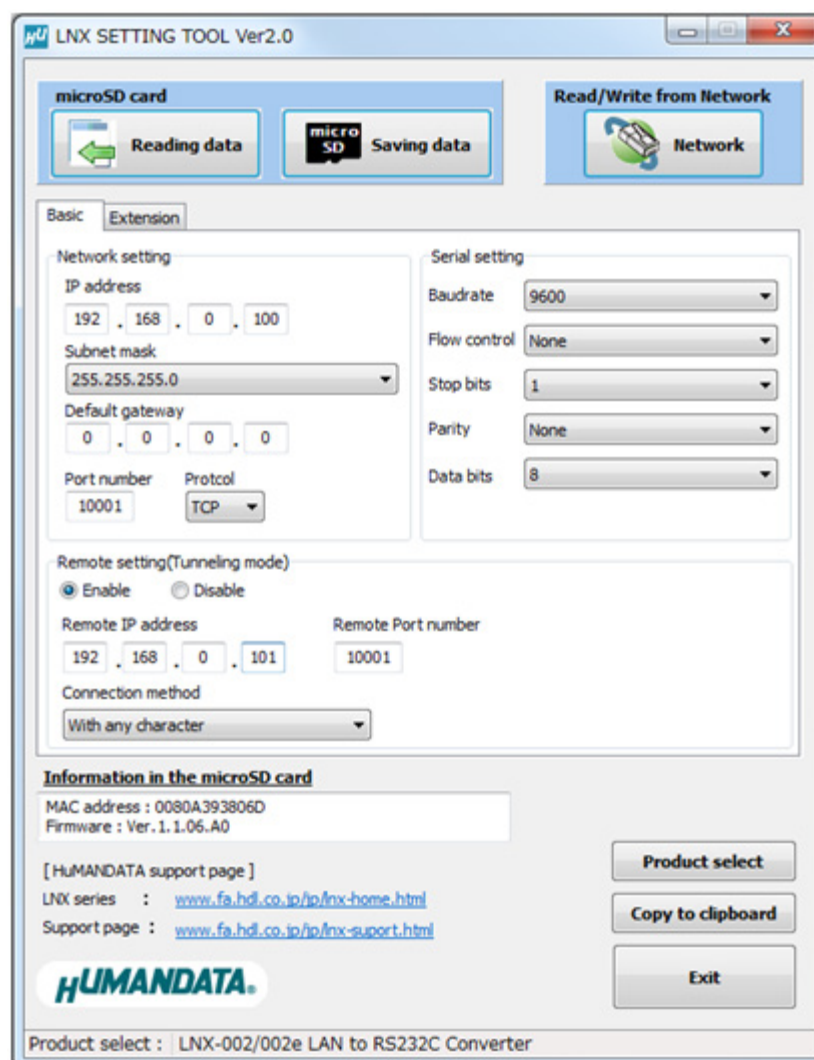 HU LNX SETTING TOOL Ver2.0
microSD card
Reading data
micro
SD
Saving data
Read/Write from Network
Network
Basic Extension
Network setting
IP address
192 . 168 . 0 . 100
Subnet mask
255.255.255.0
Default gateway
0 . 0 . 0 . 0
Port number Protcol
10001 TCP
Serial setting
Baudrate 9600
Flow control None
Stop bits 1
Parity None
Data bits 8
Remote setting(Tunneling mode)
Enable Disable
Remote IP address Remote Port number
192 . 168 . 0 . 101 10001
Connection method
With any character
Information in the microSD card
MAC address : 0080A393806D
Firmware : Ver.1.1.06.A0
[HuMANDATA support page ]
LNX series : www.fa.hdl.co.jp/jp/lnx-home.html
Support page : www.fa.hdl.co.jp/jp/lnx-suport.html
HUMANDATA.
Product select
Copy to clipboard
Exit
Product select : LNX-002/002e LAN to RS232C Converter